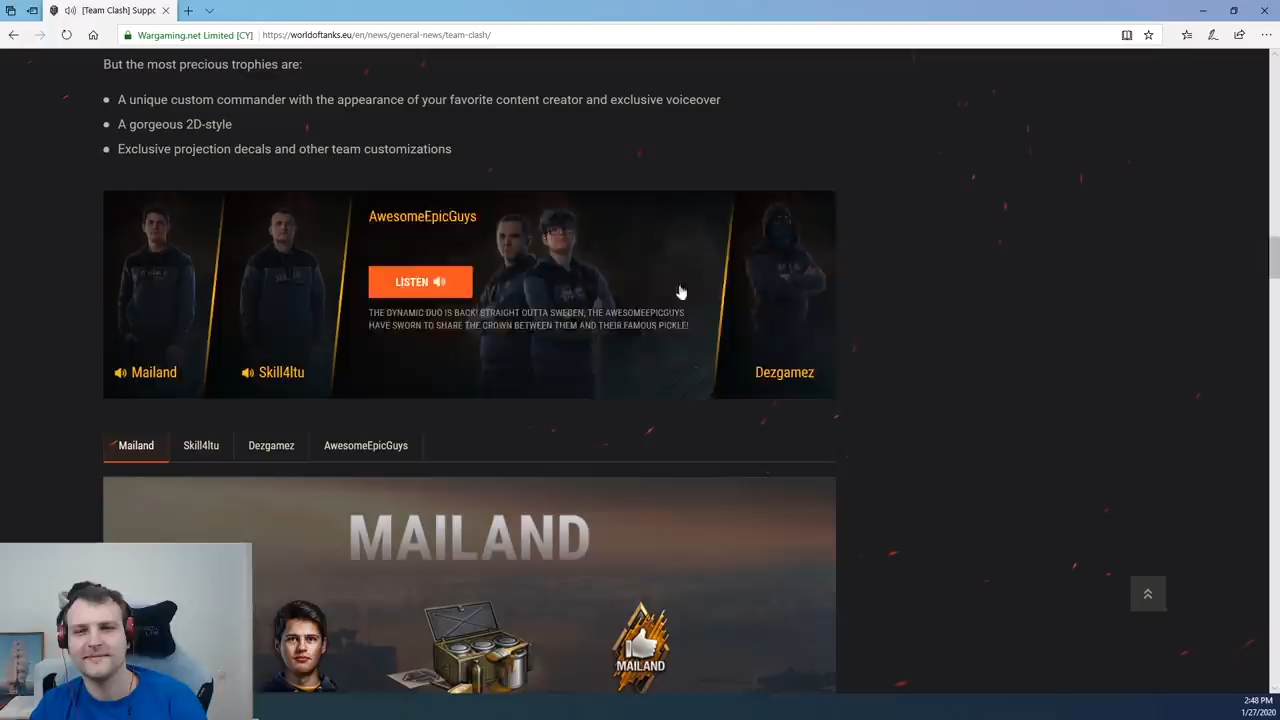 [Team Clash] Suppo
Wargaming.net Limited [CY]
https://worldoftanks.eu/en/news/general-news/team-clash/
But the most precious trophies are:
A unique custom commander with the appearance of your favorite content creator and exclusive voiceover
A gorgeous 2D-style
Exclusive projection decals and other team customizations
AwesomeEpicGuys
LISTEN
THE DYNAMIC DUO IS BACK! STRAIGHT OUTTA SWEDEN, THE AWESOMEEPICGUYS
HAVE SWORN TO SHARE THE CROWN BETWEEN THEM AND THEIR FAMOUS PICKLE!
Mailand
Skill4ltu
Dezgamez
Mailand Skill4ltu Dezgamez AwesomeEpicGuys
MAILAND
MAILAND
2:48 PM
1/27/2020